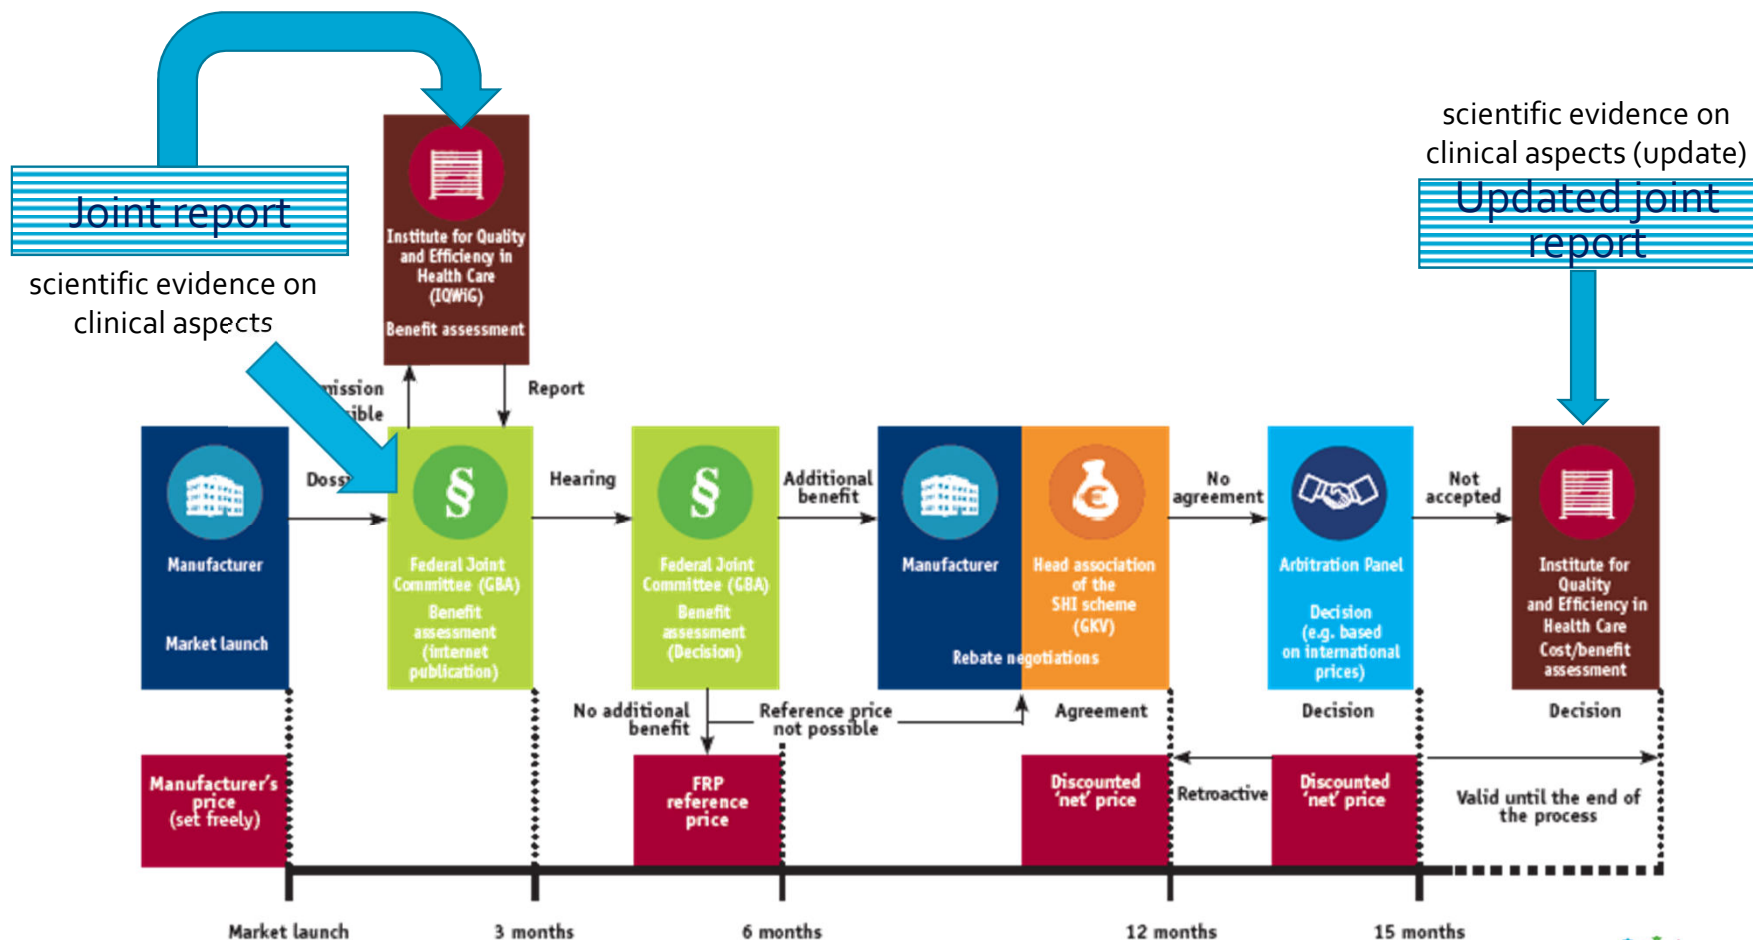 Joint report
scientific evidence on
clinical aspects
scientific evidence on
clinical aspects (update)
Updated joint
report
Institute for Quality
and Efficiency in
Health Care
(IQWiG)
Benefit assessment
Report
Manufacturer
Market launch
Federal Joint
Committee (GBA)
Benefit
assessment
(internet
publication)
Hearing
Federal Joint
Committee (GBA)
Benefit
assessment
(Decision)
Additional
benefit
Manufacturer
Head association
of the
SHI scheme
(GKV)
Rebate negotiations
No
agreement
Arbitration Panel
Decision
(e.g. based
on international
prices)
Not
accepted
Institute for
Quality
and Efficiency in
Health Care
Cost/benefit
assessment
No additional
benefit
Reference price
not possible
Agreement
Decision
Decision
Manufacturer's
price
(set freely)
FRP
reference
price
Discounted
'net' price
Retroactive
Discounted
'net' price
Valid until the end of
the process
Market launch
3 months
6 months
12 months
15 months